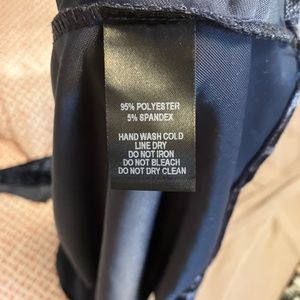 95% POLYESTER
5% SPANDEX
HAND WASH COLD
LINE DRY
DO NOT IRON
DO NOT BLEACH
DO NOT DRY CLEAN